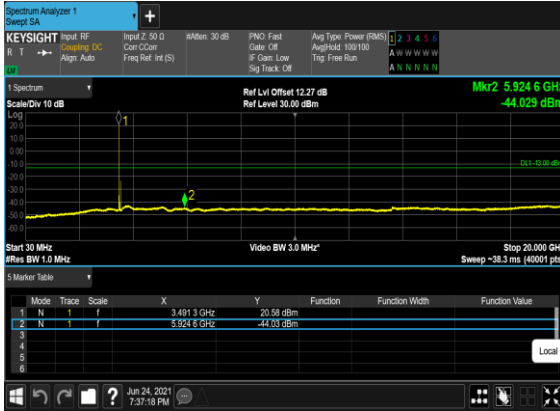 Spectrum Analyzer 1
Swept SA
+
KEYSIGHT Input: RF Input Z: 50 Ω #Atten: 30 dB PNO: Fast Avg Type: Power (RMS) 1 2 3 4 5 6
R T Coupling: DC Corr CCorr Gate: Off Avg|Hold: 100/100 A W W W W W
Align: Auto Freq Ref: Int (S) IF Gain: Low Trig: Free Run
Sig Track: Off A N N N N N
1 Spectrum
Scale/Div 10 dB
Ref Lvl Offset 12.27 dB
Ref Level 30.00 dBm
Mkr2 5.924 6 GHz
-44.029 dBm
Log
20.0
10.0
0.00
-10.0
-20.0
-30.0
-40.0
-50.0
-60.0
1
2
DL1 -13.00 dBm
Start 30 MHz Video BW 3.0 MHz* Stop 20.000 GHz
#Res BW 1.0 MHz Sweep ~38.3 ms (40001 pts)
5 Marker Table
Mode Trace Scale X Y Function Function Width Function Value
1 N 1 f 3.491 3 GHz 20.58 dBm
2 N 1 f 5.924 6 GHz -44.03 dBm
3
4
5
6
Local
? Jun 24, 2021
7:37:18 PM